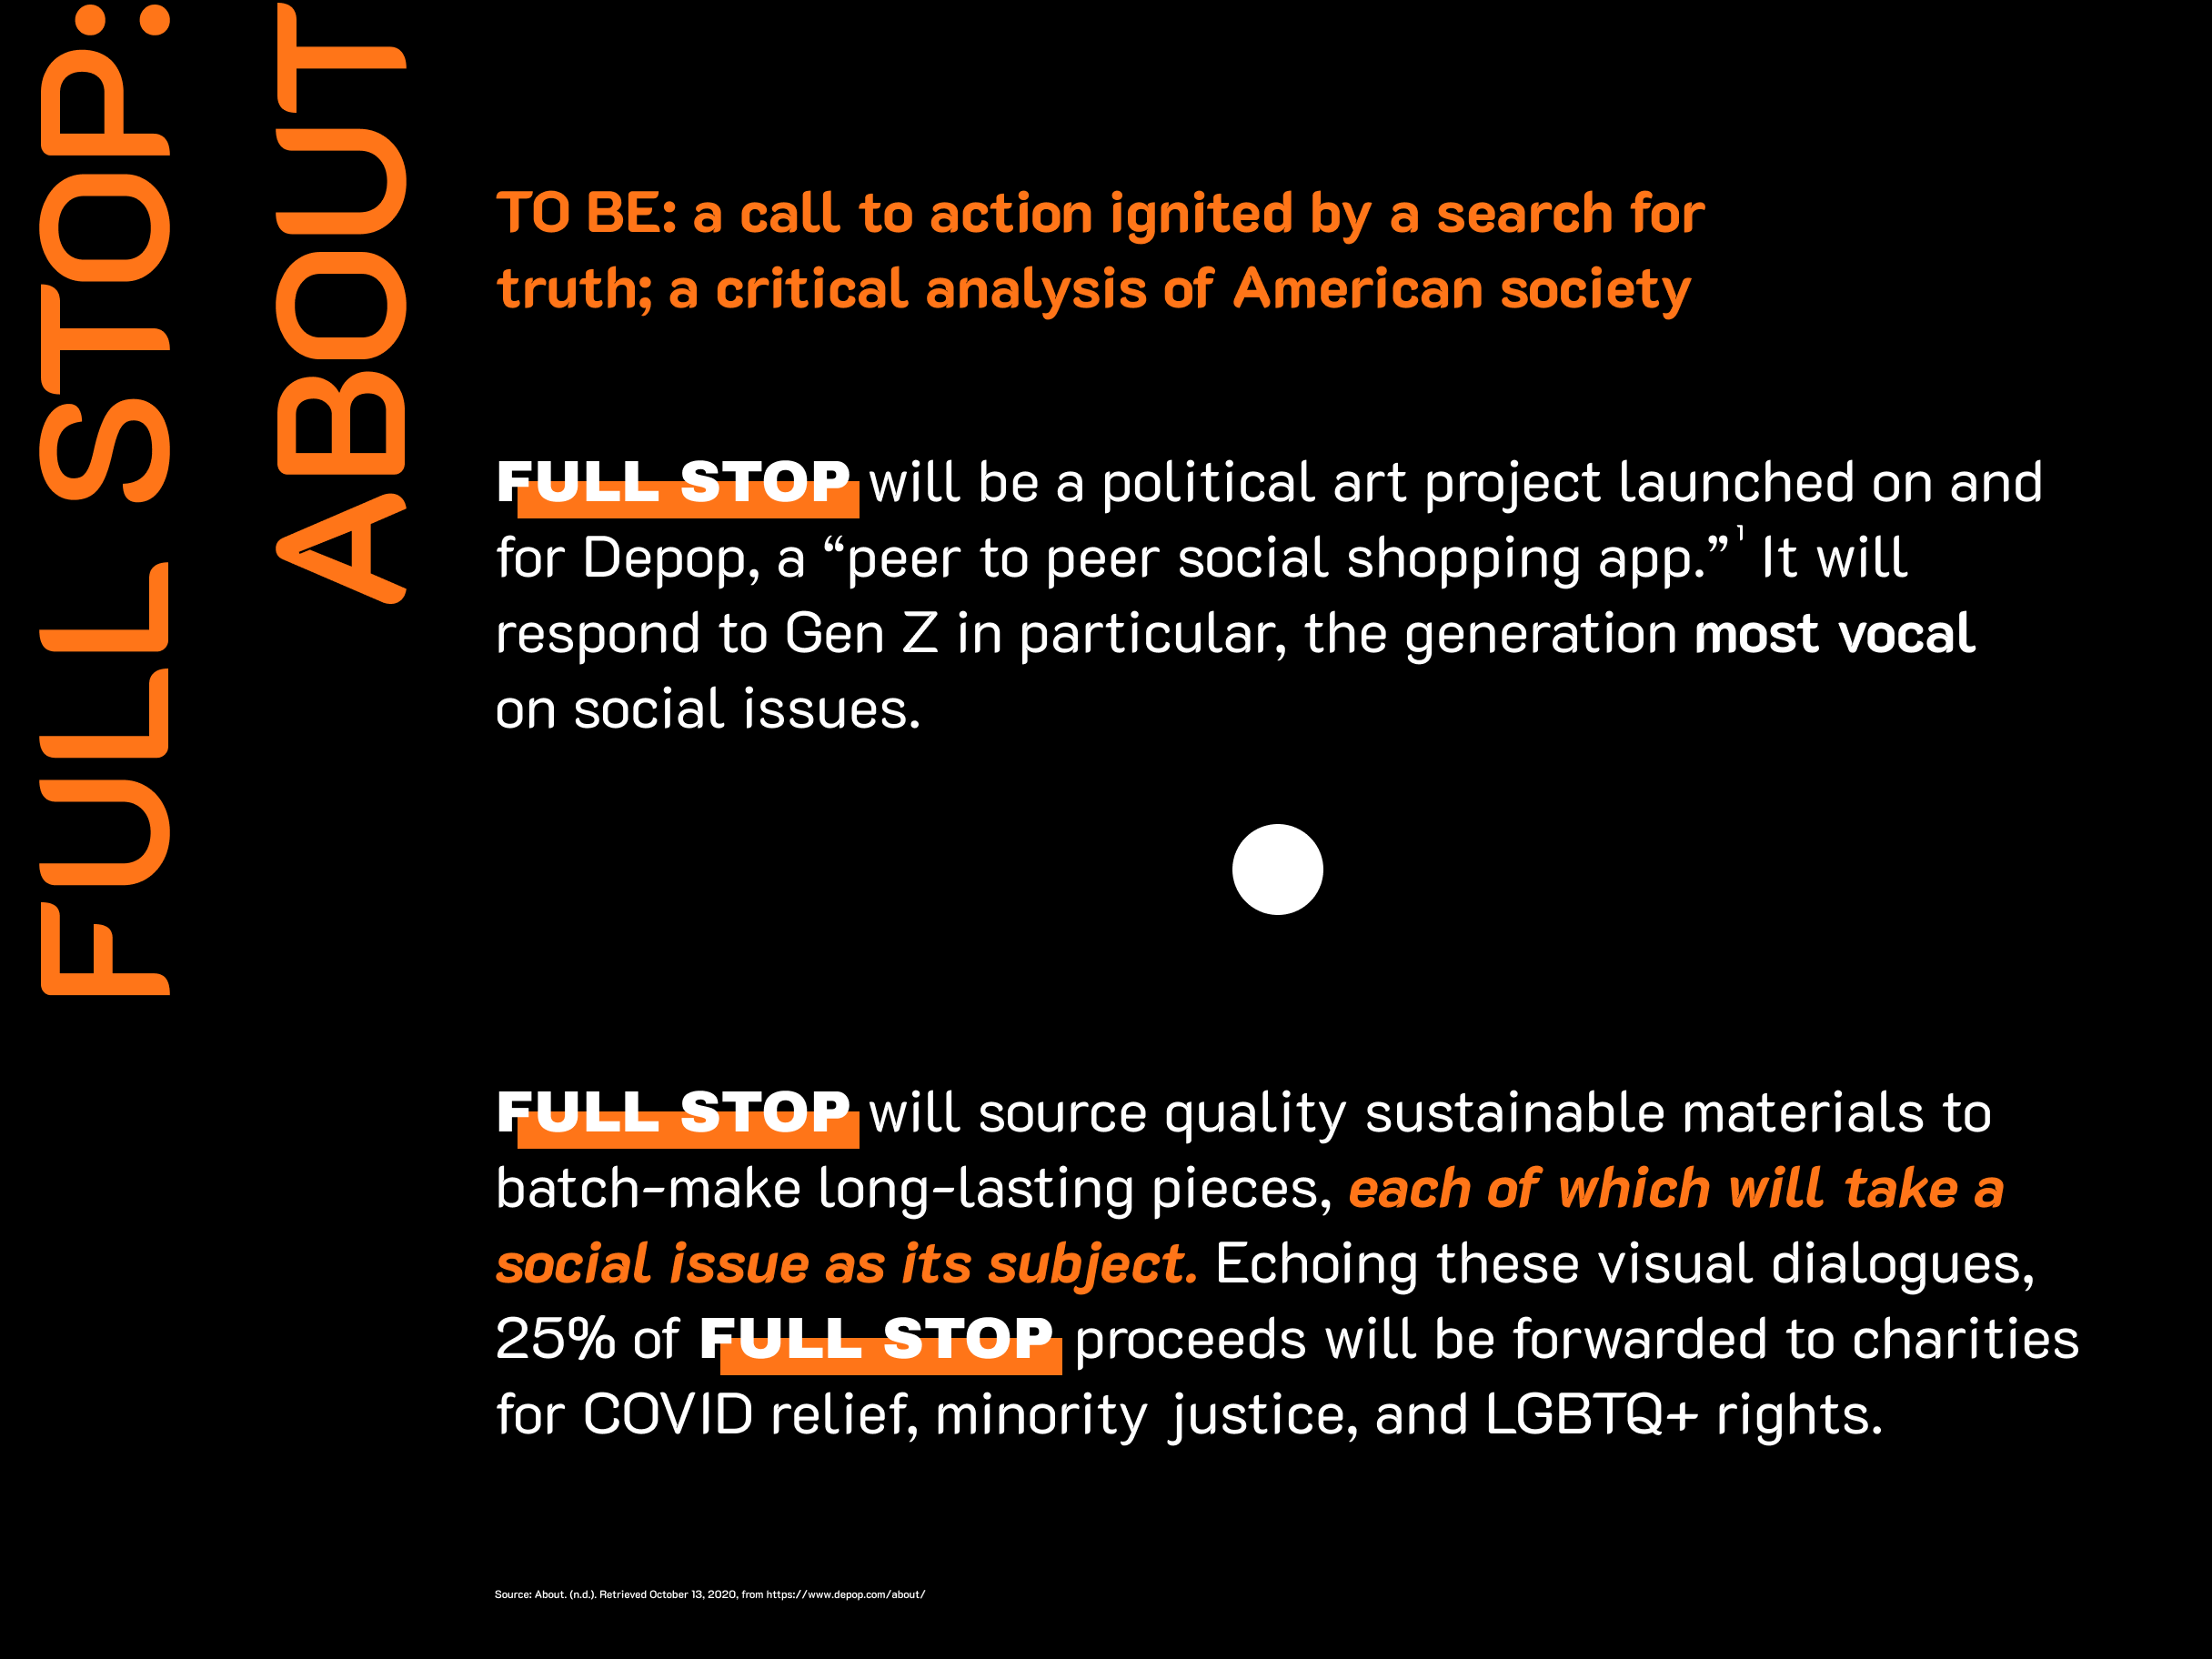 FULL STOP:
ABOUT
TO BE: a call to action ignited by a search for
truth; a critical analysis of American society
FULL STOP will be a political art project launched on and
for Depop, a “peer to peer social shopping app.”¹ It will
respond to Gen Z in particular, the generation most vocal
on social issues.
FULL STOP will source quality sustainable materials to
batch-make long-lasting pieces, each of which will take a
social issue as its subject. Echoing these visual dialogues,
25% of FULL STOP proceeds will be forwarded to charities
for COVID relief, minority justice, and LGBTQ+ rights.
Source: About. (n.d.). Retrieved October 13, 2020, from https://www.depop.com/about/